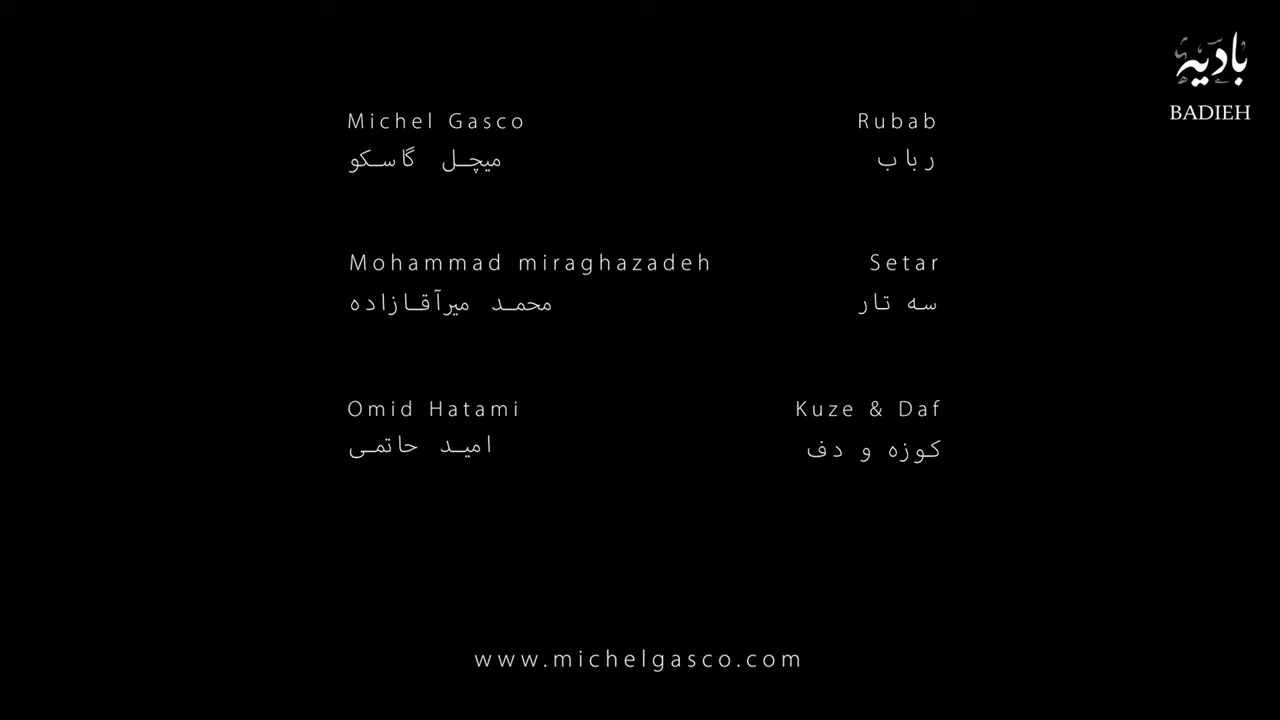 بادیه
BADIEH
Michel Gasco Rubab
میچل گاسکو رباب
Mohammad miraghazadeh Setar
محمد میرآقازاده سه تار
Omid Hatami Kuze & Daf
امید حاتمی کوزه و دف
www.michelgasco.com